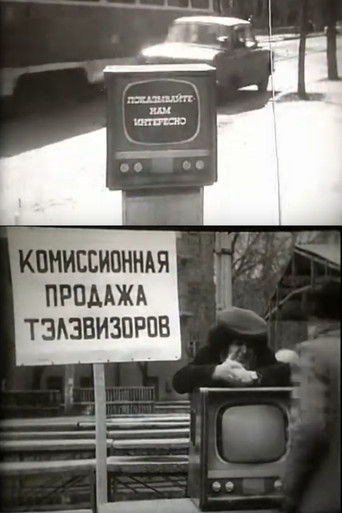 ПОКАЗЫВАЙТЕ-
НАМ
ИНТЕРЕСНО
КОМИССИОННАЯ
ПРОДАЖА
ТЭЛЭВИЗОРОВ